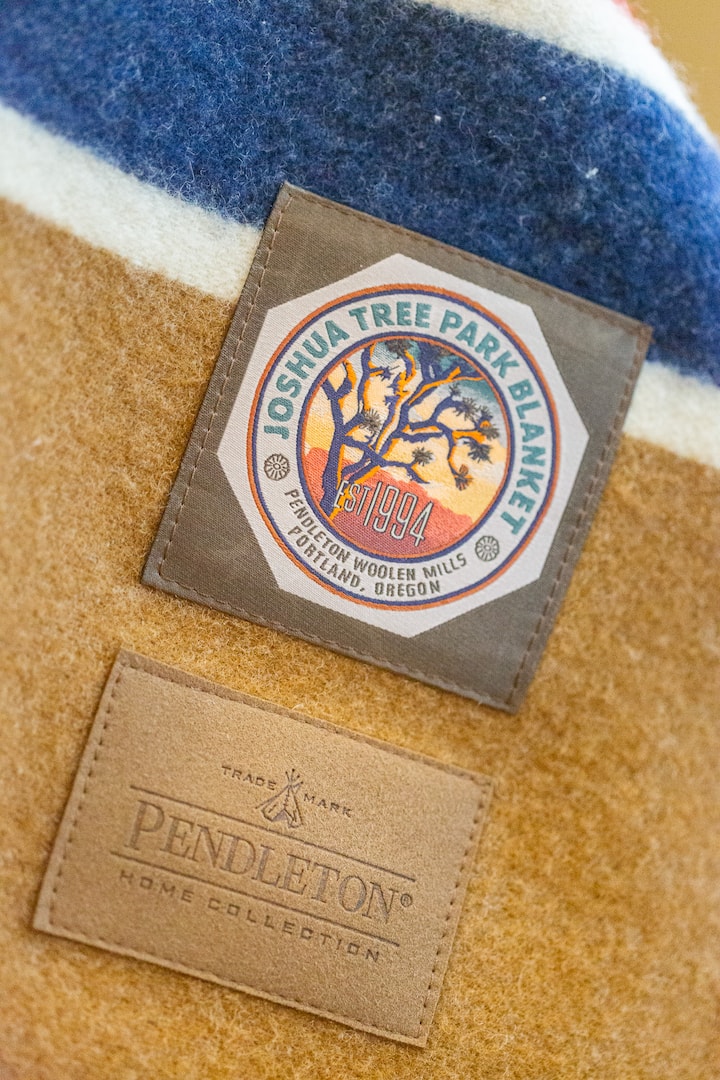 JOSHUA TREE PARK BLANKET
EST 1994
PENDLETON WOOLEN MILLS
PORTLAND, OREGON
TRADE MARK
PENDLETON®
HOME COLLECTION